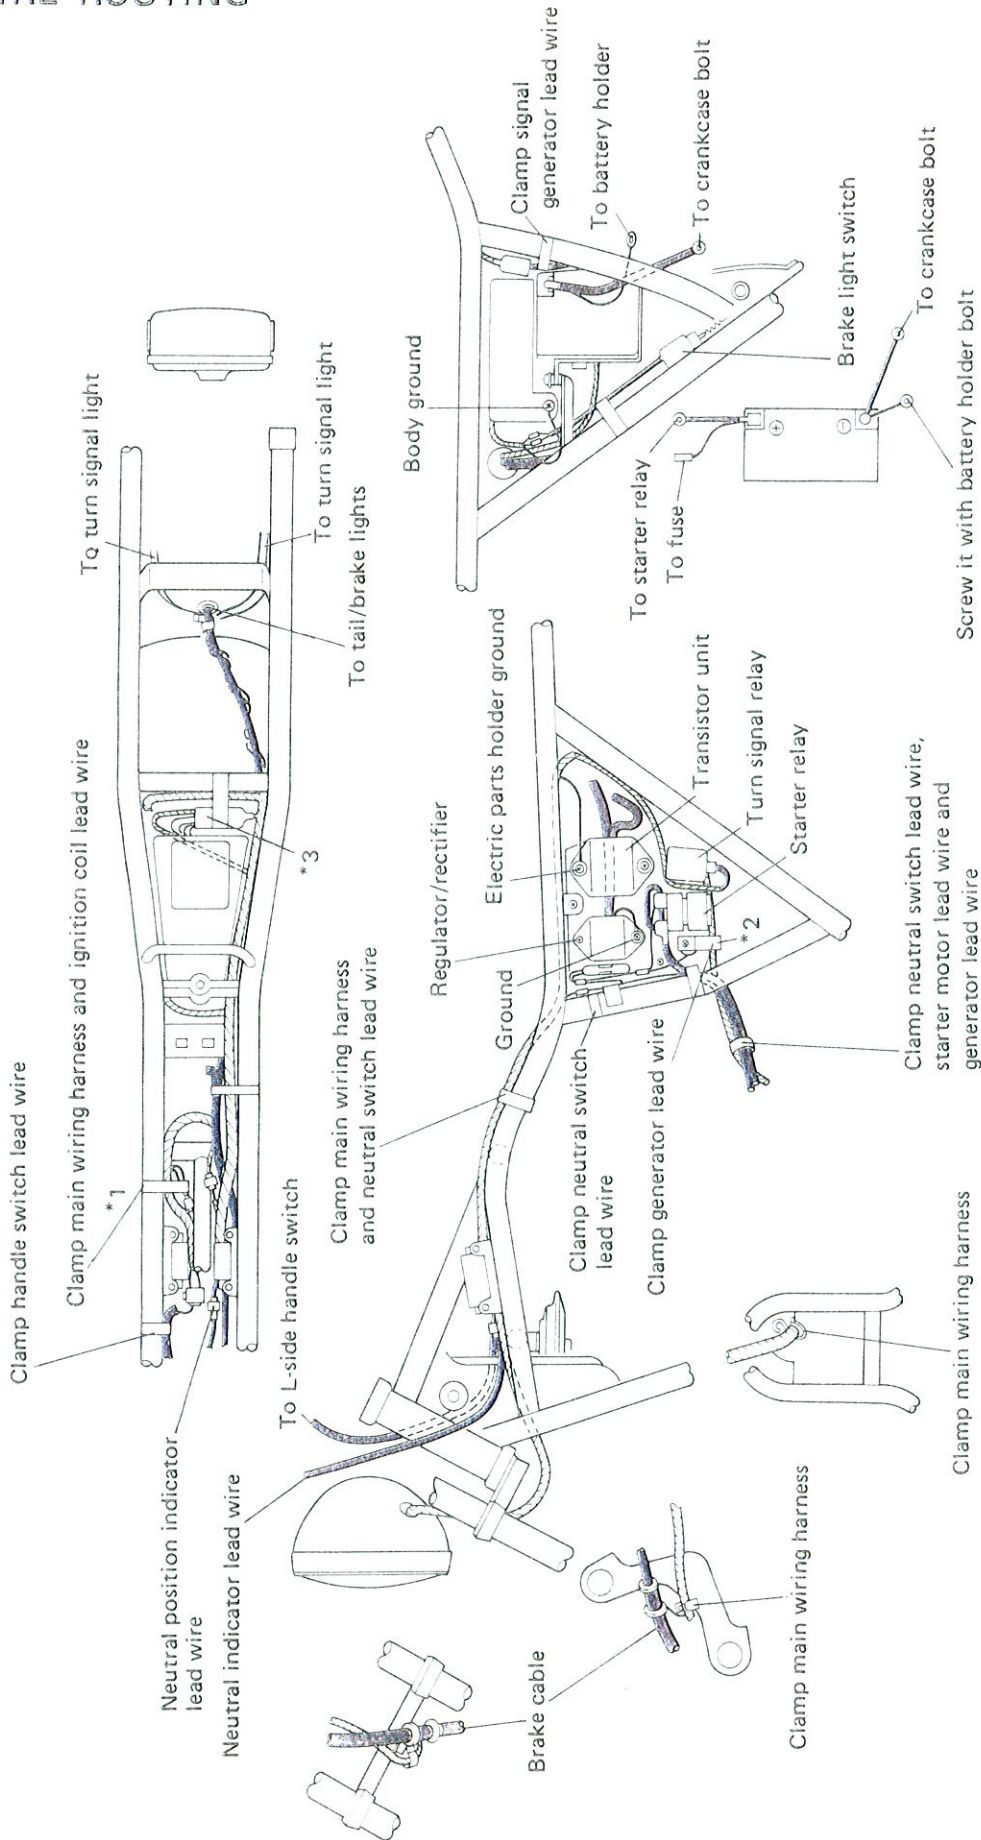 ROUTING
Clamp handle switch lead wire
Clamp main wiring harness and ignition coil lead wire
*1
*3
To turn signal light
To turn signal light
To tail/brake lights
Neutral position indicator
lead wire
Neutral indicator lead wire
To L-side handle switch
Clamp main wiring harness
and neutral switch lead wire
Regulator/rectifier
Ground
Electric parts holder ground
Transistor unit
Turn signal relay
Starter relay
*2
Clamp neutral switch
lead wire
Clamp generator lead wire
Clamp neutral switch lead wire,
starter motor lead wire and
generator lead wire
Body ground
Clamp signal
generator lead wire
To battery holder
To crankcase bolt
Brake light switch
To starter relay
To fuse
+
−
To crankcase bolt
Screw it with battery holder bolt
Brake cable
Clamp main wiring harness
Clamp main wiring harness